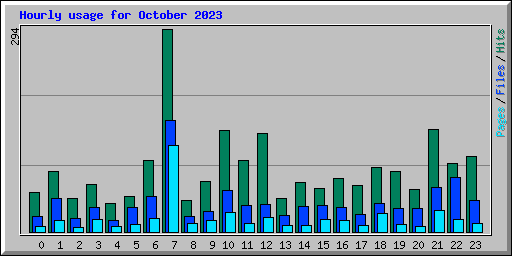 Hourly usage for October 2023
294
Pages / Files / Hits
0 1 2 3 4 5 6 7 8 9 10 11 12 13 14 15 16 17 18 19 20 21 22 23